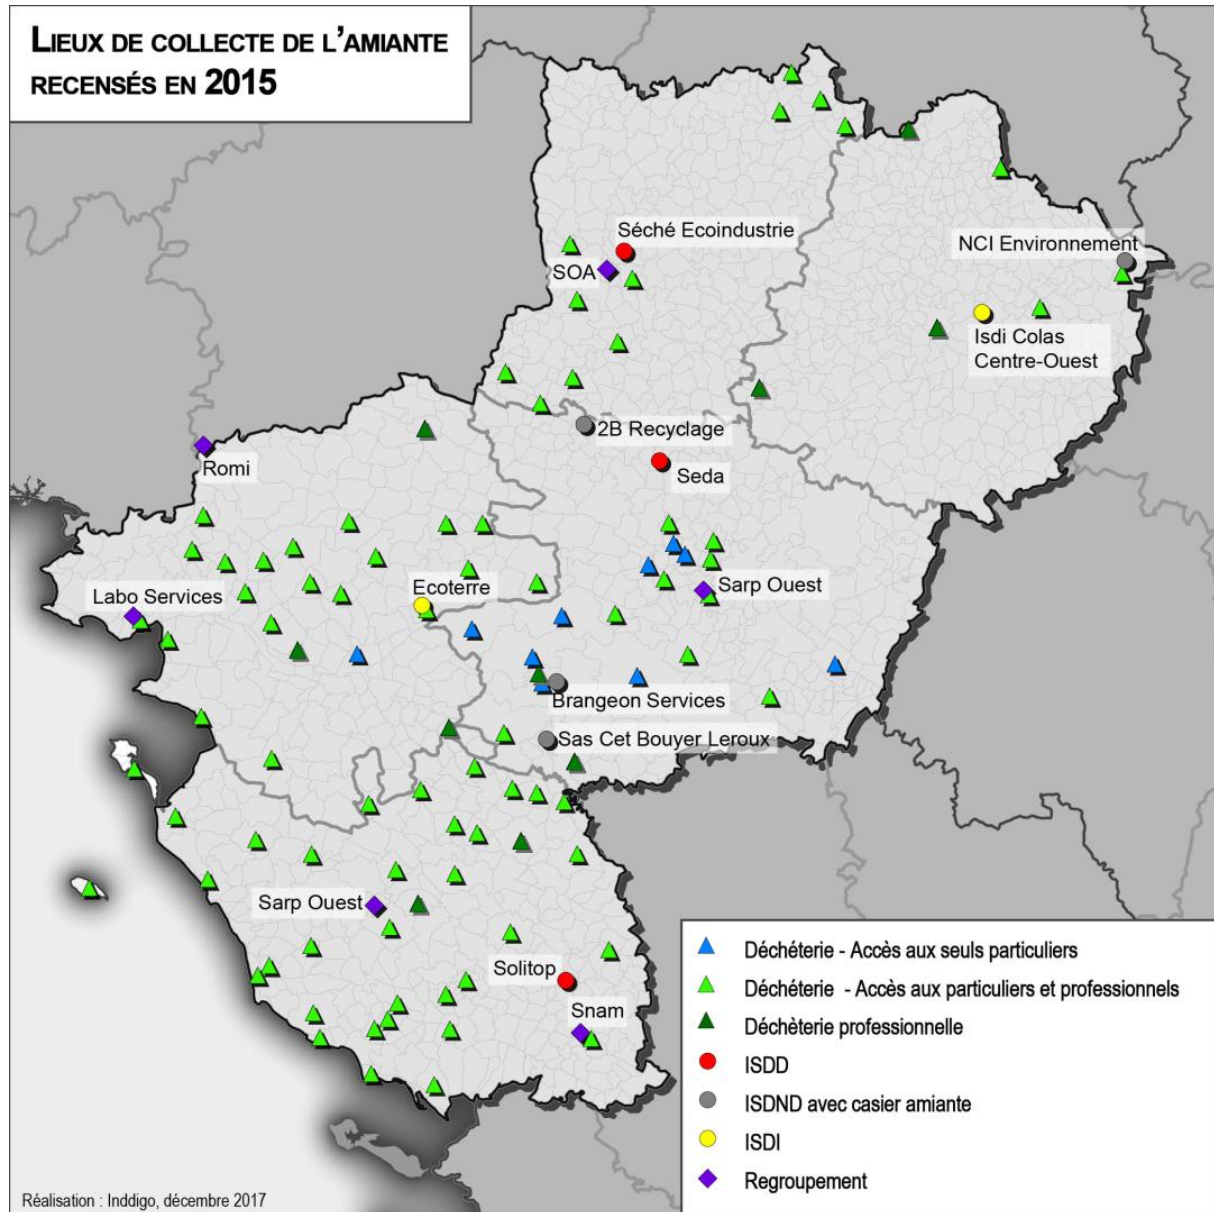 LIEUX DE COLLECTE DE L'AMIANTE
RECENSÉS EN 2015
Séché Ecoindustrie
SOA
NCI Environnement
Isdi Colas
Centre-Ouest
2B Recyclage
Romi
Seda
Ecoterre
Labo Services
Sarp Ouest
Brangeon Services
Sas Cet Bouyer Leroux
Sarp Ouest
Solitop
Snam
Déchéterie - Accès aux seuls particuliers
Déchéterie - Accès aux particuliers et professionnels
Déchèterie professionnelle
ISDD
ISDND avec casier amiante
ISDI
Regroupement
Réalisation : Inddigo, décembre 2017